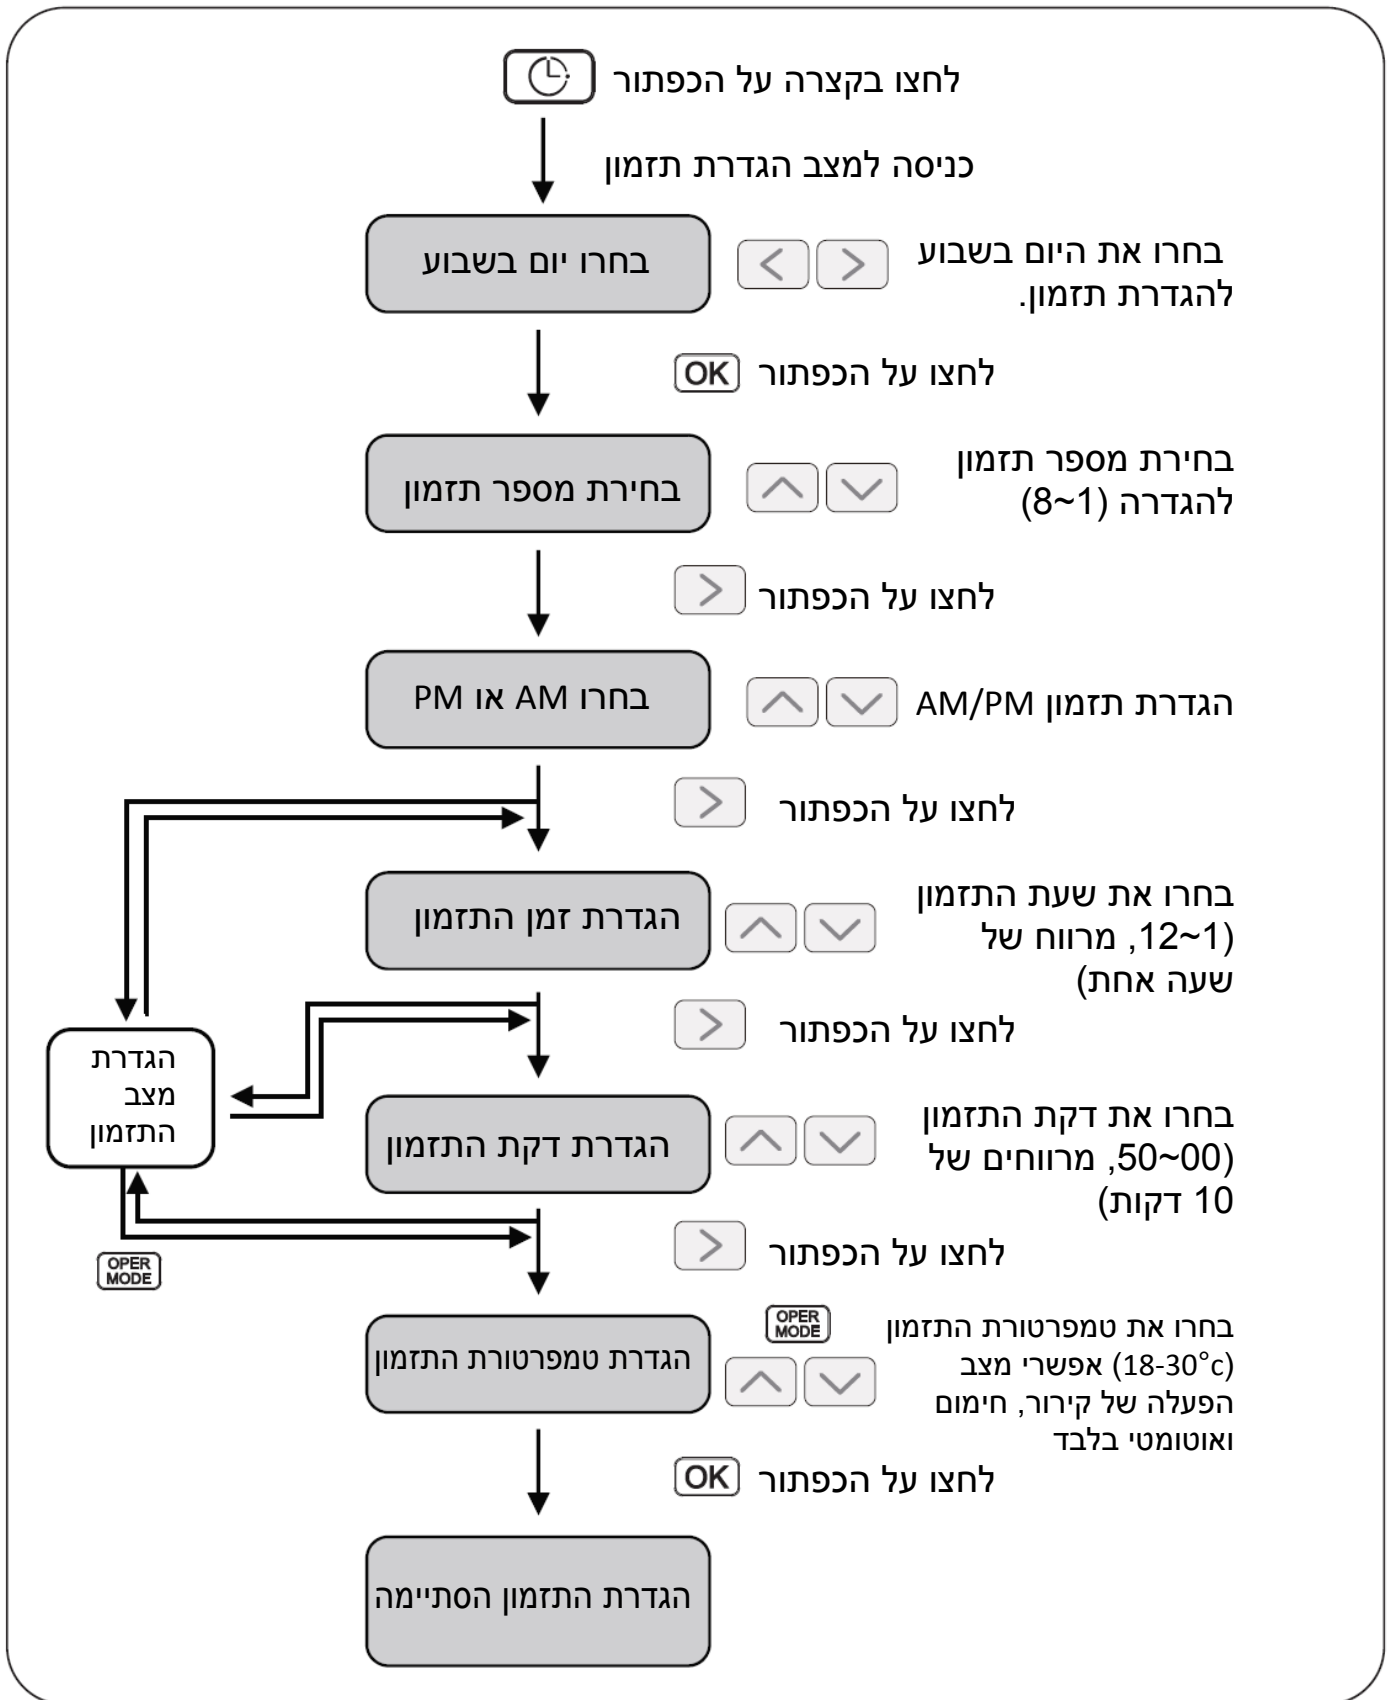 לחצו בקצרה על הכפתור
כניסה למצב הגדרת תזמון
בחרו יום בשבוע
בחרו את היום בשבוע
להגדרת תזמון.
לחצו על הכפתור OK
בחירת מספר תזמון
בחירת מספר תזמון
להגדרה (1~8)
לחצו על הכפתור
בחרו AM או PM
הגדרת תזמון AM/PM
לחצו על הכפתור
הגדרת זמן התזמון
בחרו את שעת התזמון
(1~12, מרווח של
שעה אחת)
לחצו על הכפתור
הגדרת
מצב
התזמון
הגדרת דקת התזמון
בחרו את דקת התזמון
(00~50, מרווחים של
10 דקות)
לחצו על הכפתור
OPER
MODE
הגדרת טמפרטורת התזמון
OPER
MODE
בחרו את טמפרטורת התזמון
(18-30°c) אפשרי מצב
הפעלה של קירור, חימום
ואוטומטי בלבד
לחצו על הכפתור OK
הגדרת התזמון הסתיימה